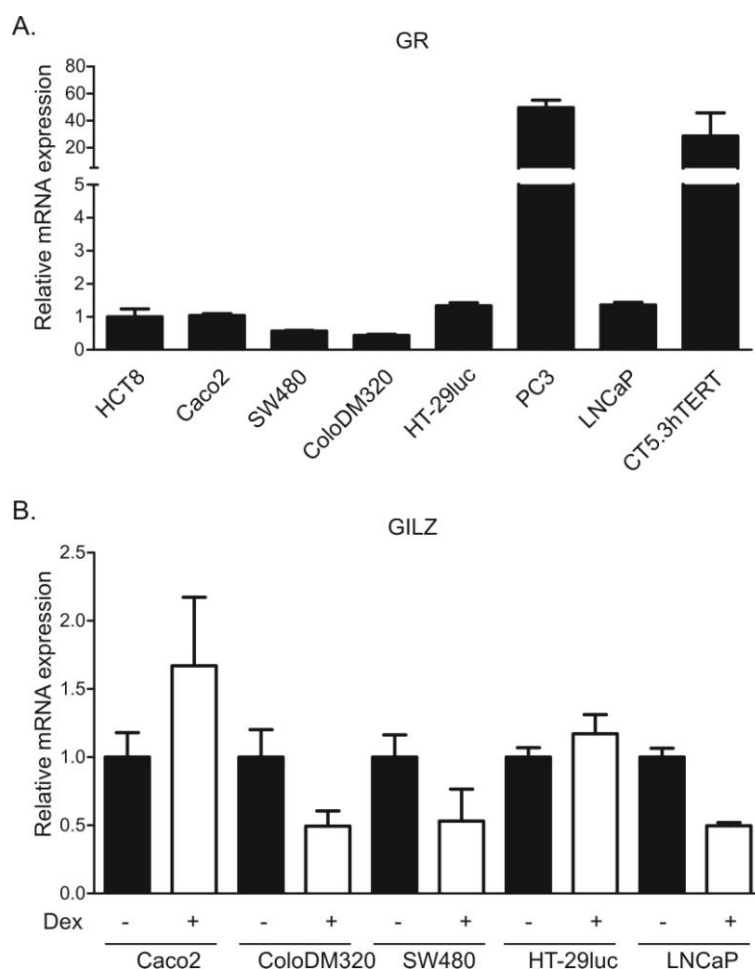 A.
GR
Relative mRNA expression
80
60
40
20
5
4
3
2
1
0
HCT8 Caco2 SW480 ColoDM320 HT-29luc PC3 LNCaP CT5.3hTERT
B.
GILZ
Relative mRNA expression
2.5
2.0
1.5
1.0
0.5
0.0
Dex - + - + - + - + - +
Caco2 ColoDM320 SW480 HT-29luc LNCaP